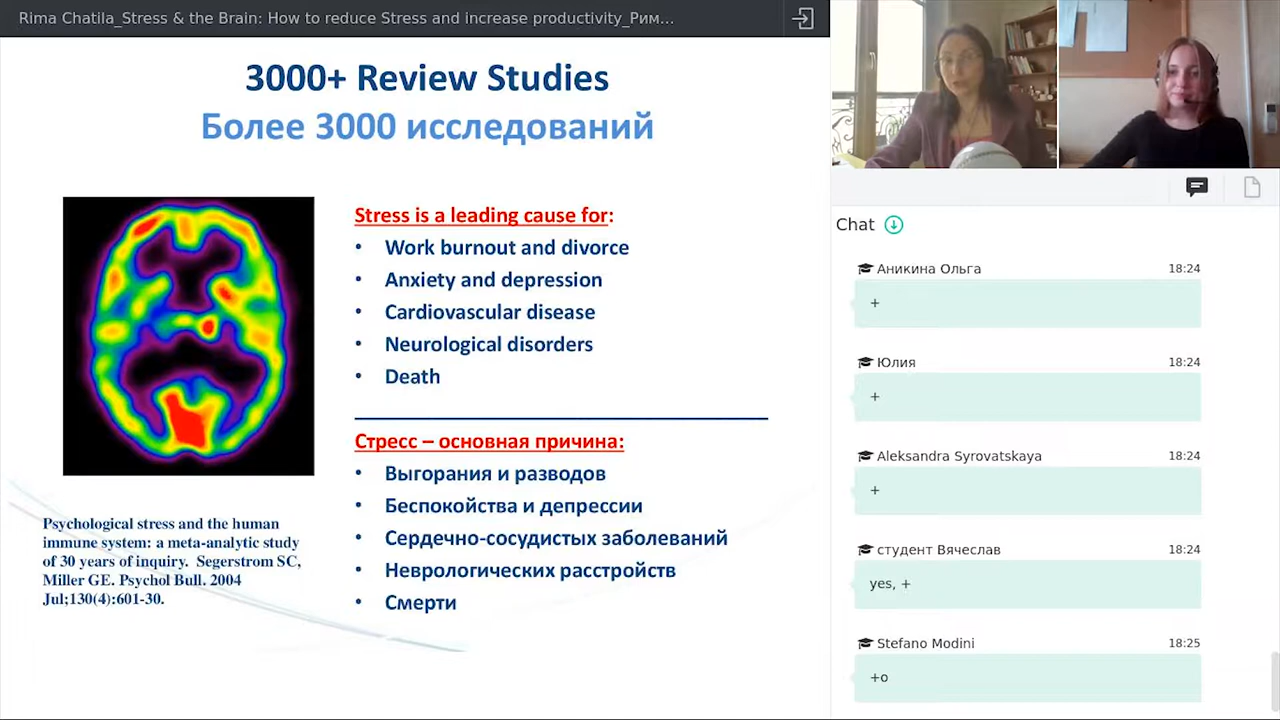 Rima Chatila_Stress & the Brain: How to reduce Stress and increase productivity_Рим...
3000+ Review Studies
Более 3000 исследований
Stress is a leading cause for:
• Work burnout and divorce
• Anxiety and depression
• Cardiovascular disease
• Neurological disorders
• Death
Стресс – основная причина:
• Выгорания и разводов
• Беспокойства и депрессии
• Сердечно-сосудистых заболеваний
• Неврологических расстройств
• Смерти
Psychological stress and the human
immune system: a meta-analytic study
of 30 years of inquiry. Segerstrom SC,
Miller GE. Psychol Bull. 2004
Jul;130(4):601-30.
Chat
Аникина Ольга 18:24
+
Юлия 18:24
+
Aleksandra Syrovatskaya 18:24
+
студент Вячеслав 18:24
yes, +
Stefano Modini 18:25
+о